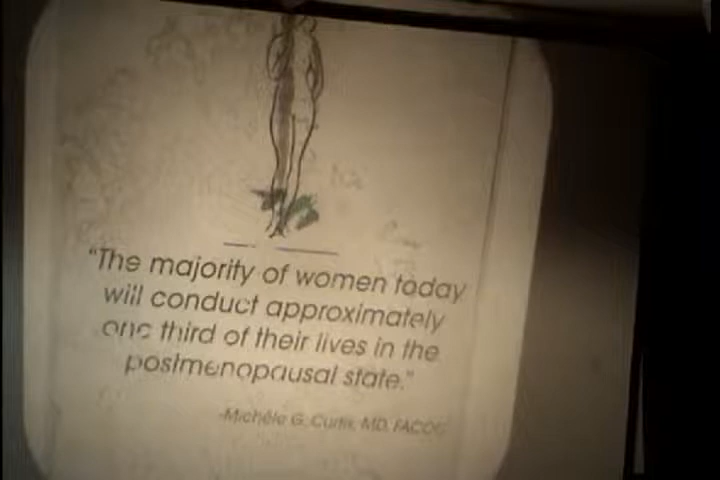 "The majority of women today
will conduct approximately
one third of their lives in the
postmenopausal state."
-Michèle G. Curtis, MD, FACOG